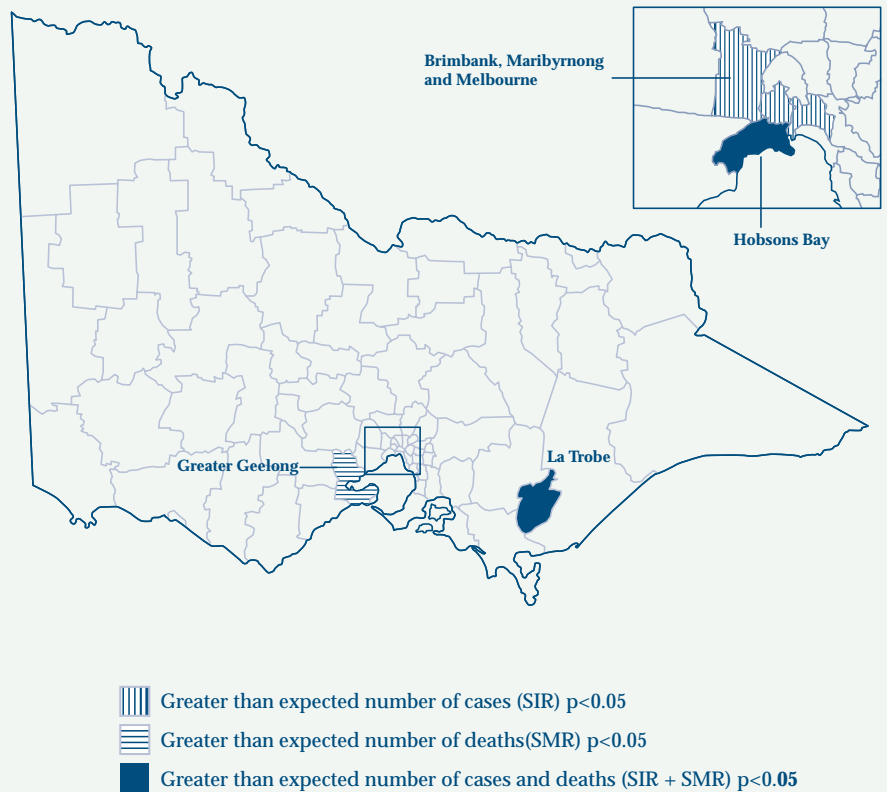 Brimbank, Maribyrnong
and Melbourne
Hobsons Bay
La Trobe
Greater Geelong
Greater than expected number of cases (SIR) p<0.05
Greater than expected number of deaths(SMR) p<0.05
Greater than expected number of cases and deaths (SIR + SMR) p<0.05